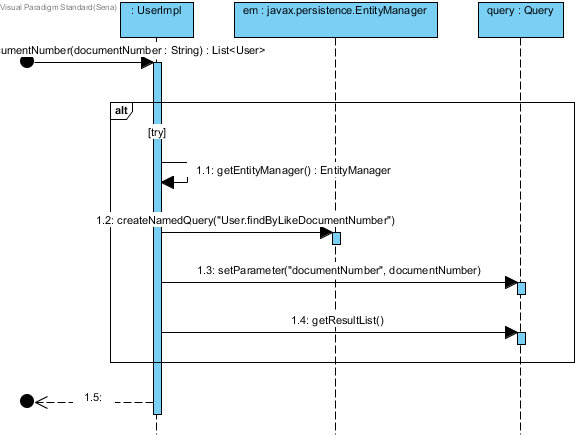 Visual Paradigm Standard(Sena)
: UserImpl
em : javax.persistence.EntityManager
query : Query
cumentNumber(documentNumber : String) : List<User>
alt
[try]
1.1: getEntityManager() : EntityManager
1.2: createNamedQuery("User.findByLikeDocumentNumber")
1.3: setParameter("documentNumber", documentNumber)
1.4: getResultList()
1.5: